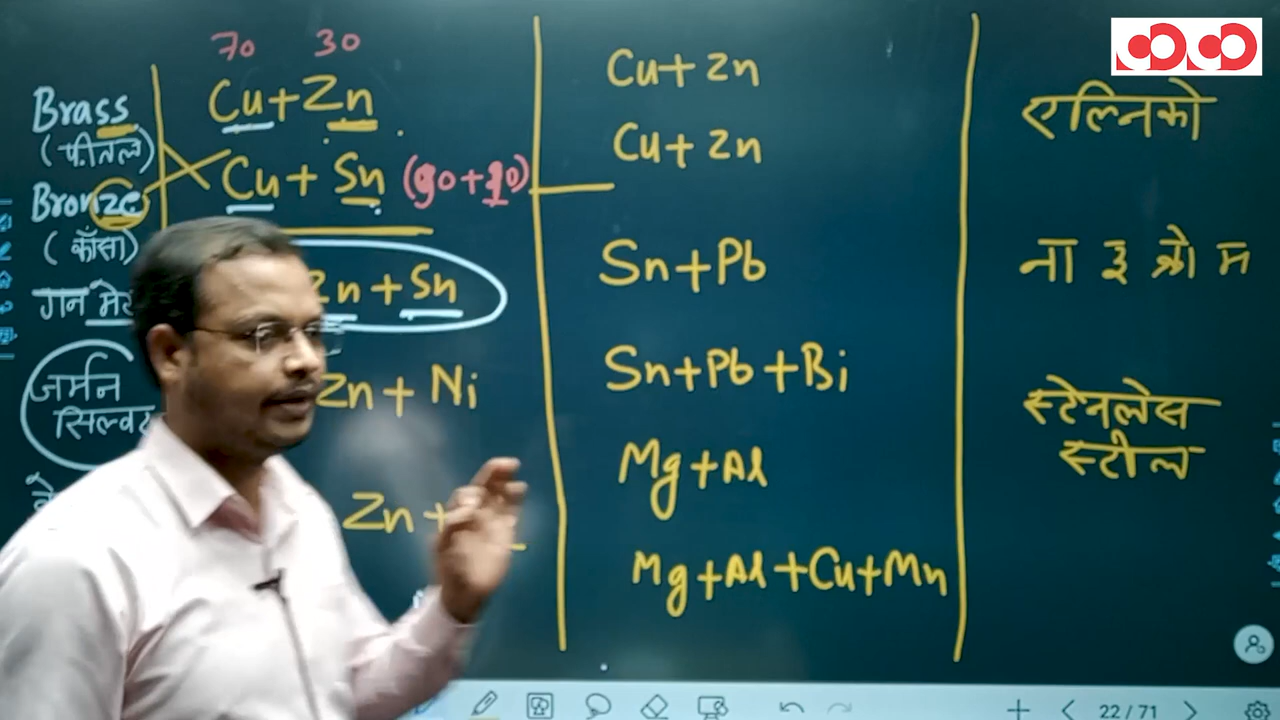 70 30
Brass Cu+Zn
(पीतल)
Bronze Cu+Sn (90+10)
(काँसा)
गन Zn+Sn
जर्मन Zn+Ni
Zn+
Cu+Zn
Cu+Zn
Sn+Pb
Sn+Pb+Bi
Mg+Al
Mg+Al+Cu+Mn
एल्निको
नाइक्रोम
स्टेनलेस
स्टील
22/71